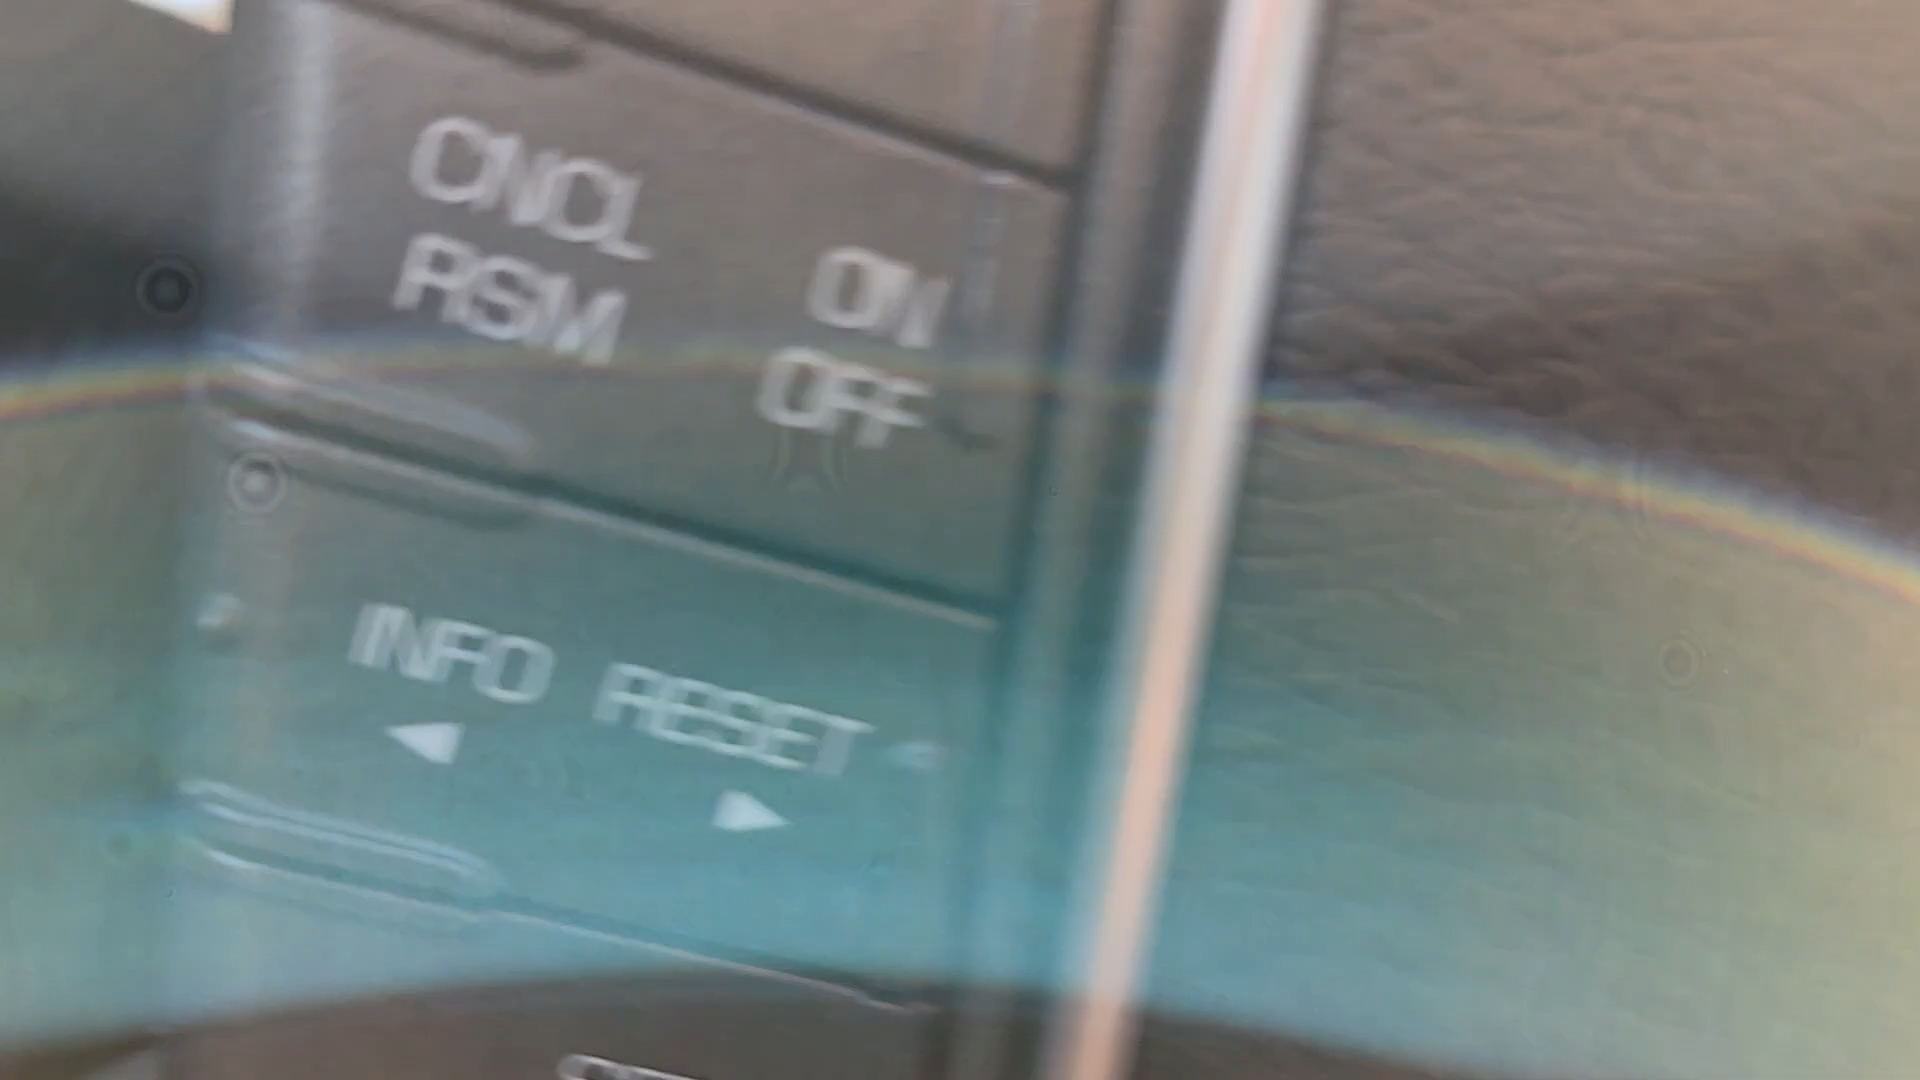 CNCL
RSM
ON
OFF
INFO RESET
◀ ▶